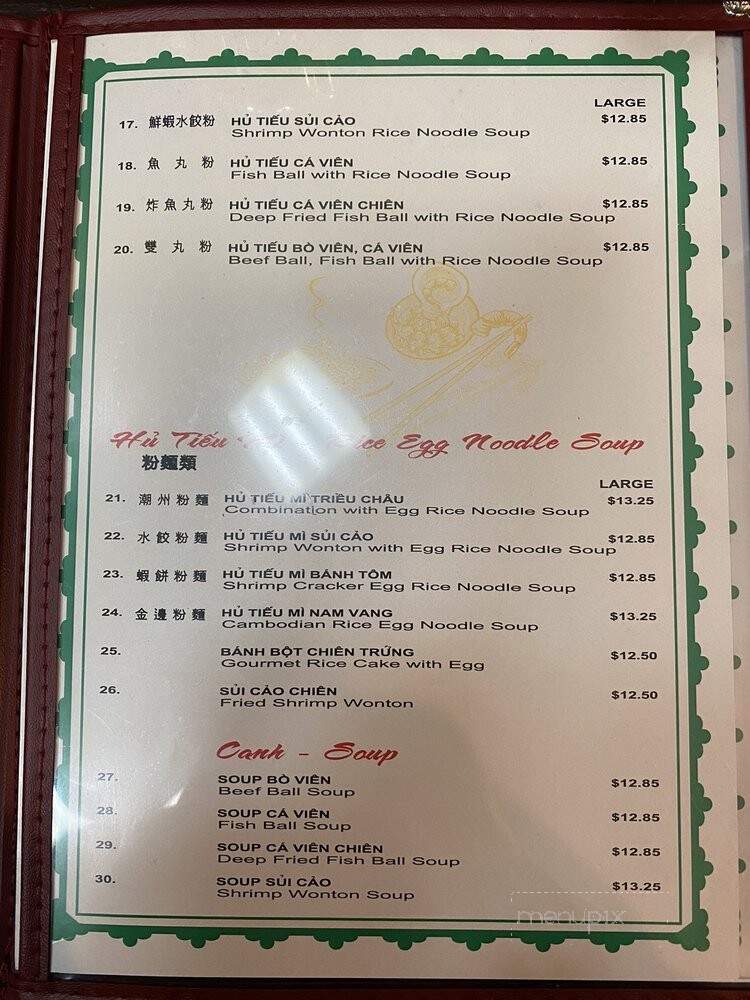 LARGE
17. 鮮蝦水餃粉 HỦ TIẾU SỦI CẢO $12.85
Shrimp Wonton Rice Noodle Soup
18. 魚丸粉 HỦ TIẾU CÁ VIÊN $12.85
Fish Ball with Rice Noodle Soup
19. 炸魚丸粉 HỦ TIẾU CÁ VIÊN CHIÊN $12.85
Deep Fried Fish Ball with Rice Noodle Soup
20. 雙丸粉 HỦ TIẾU BÒ VIÊN, CÁ VIÊN $12.85
Beef Ball, Fish Ball with Rice Noodle Soup
Hủ Tiếu Rice Egg Noodle Soup
粉麵類
LARGE
21. 潮州粉麵 HỦ TIẾU MÌ TRIỀU CHÂU $13.25
Combination with Egg Rice Noodle Soup
22. 水餃粉麵 HỦ TIẾU MÌ SỦI CẢO $12.85
Shrimp Wonton with Egg Rice Noodle Soup
23. 蝦餅粉麵 HỦ TIẾU MÌ BÁNH TÔM $12.85
Shrimp Cracker Egg Rice Noodle Soup
24. 金邊粉麵 HỦ TIẾU MÌ NAM VANG $13.25
Cambodian Rice Egg Noodle Soup
25. BÁNH BỘT CHIÊN TRỨNG $12.50
Gourmet Rice Cake with Egg
26. SỦI CẢO CHIÊN $12.50
Fried Shrimp Wonton
Canh - Soup
27. SOUP BÒ VIÊN $12.85
Beef Ball Soup
28. SOUP CÁ VIÊN $12.85
Fish Ball Soup
29. SOUP CÁ VIÊN CHIÊN $12.85
Deep Fried Fish Ball Soup
30. SOUP SỦI CẢO $13.25
Shrimp Wonton Soup
menupix